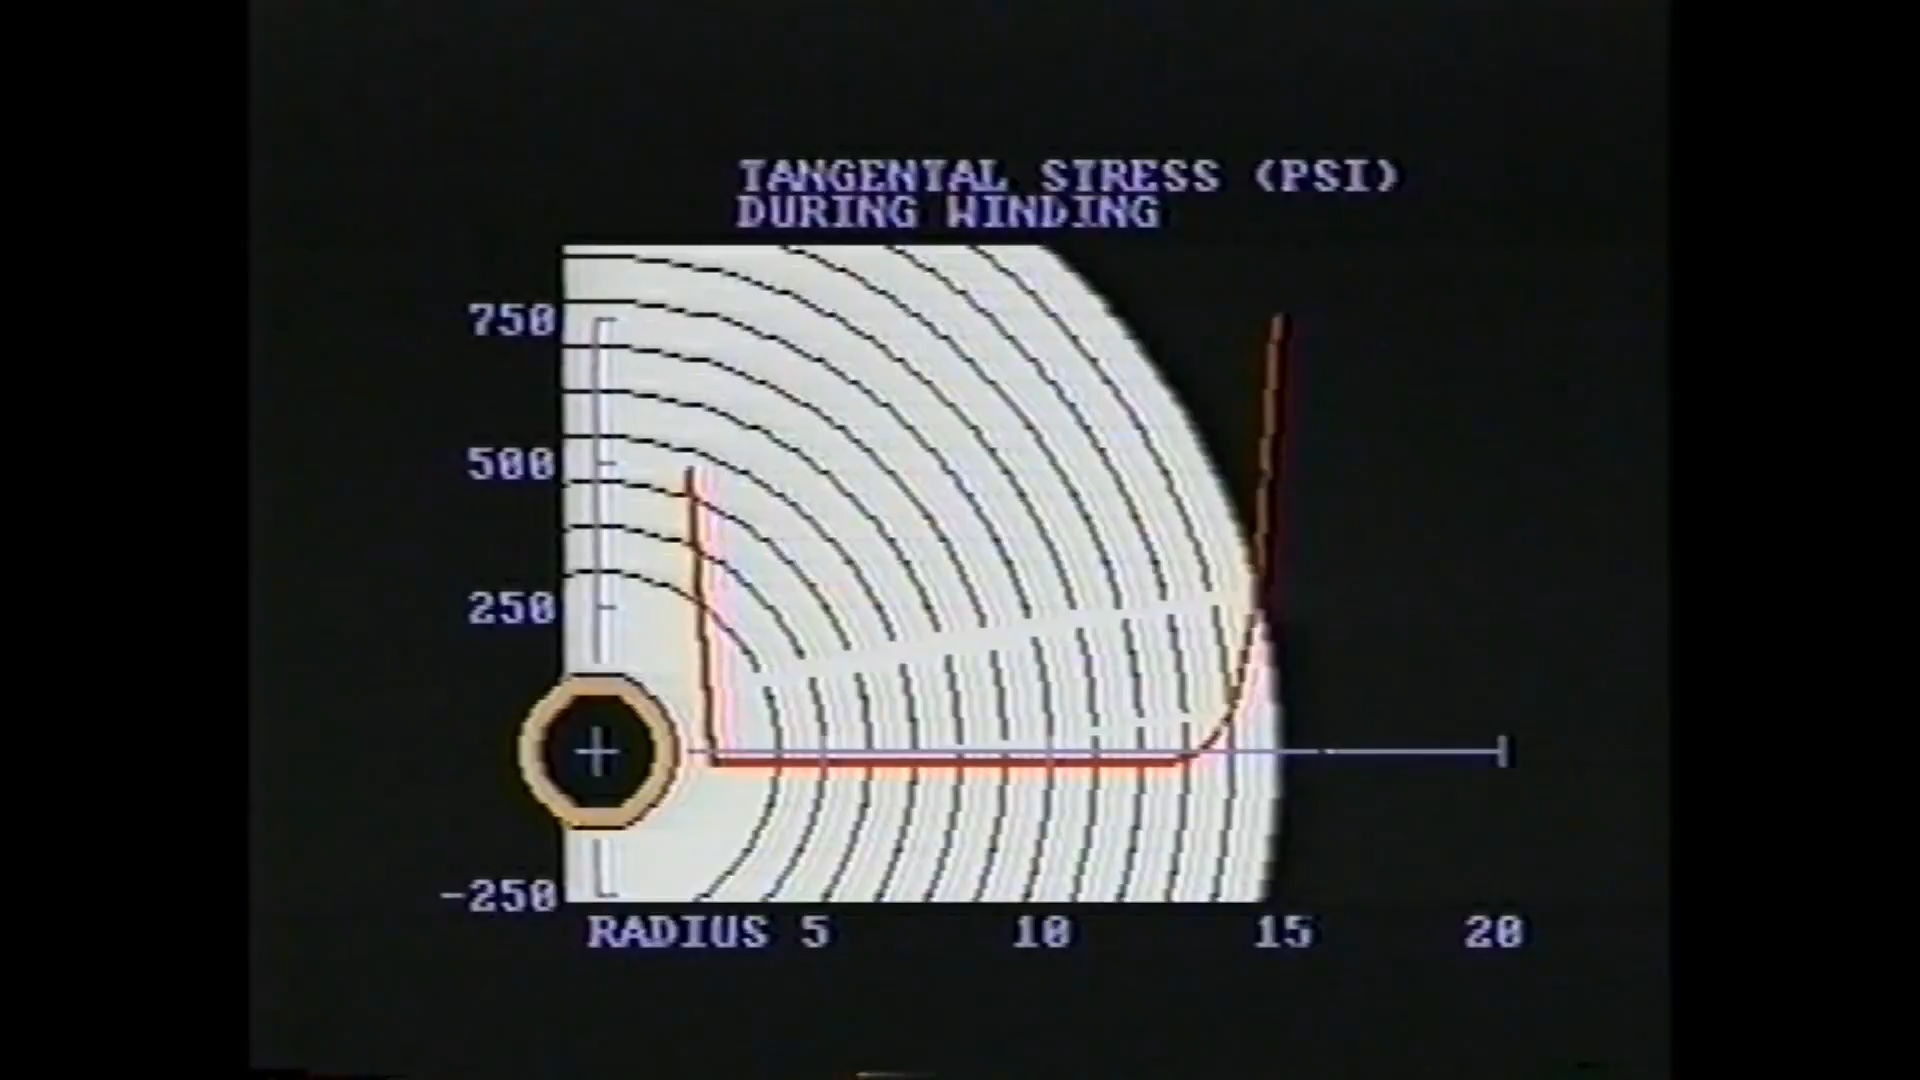 TANGENTAL STRESS (PSI)
DURING WINDING
750
500
250
-250
RADIUS 5 10 15 20